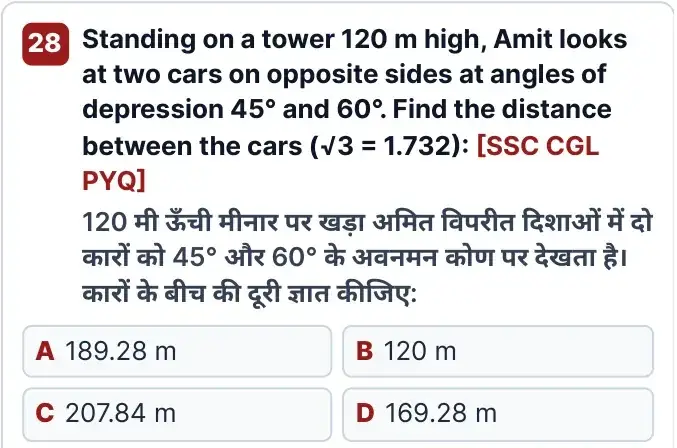 28 Standing on a tower 120 m high, Amit looks
at two cars on opposite sides at angles of
depression 45° and 60°. Find the distance
between the cars (√3 = 1.732): [SSC CGL
PYQ]
120 मी ऊँची मीनार पर खड़ा अमित विपरीत दिशाओं में दो
कारों को 45° और 60° के अवनमन कोण पर देखता है।
कारों के बीच की दूरी ज्ञात कीजिए:
A 189.28 m
B 120 m
C 207.84 m
D 169.28 m